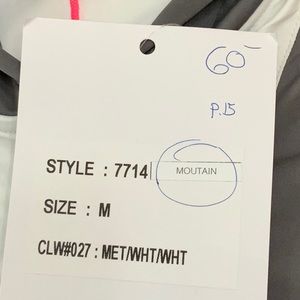 60-
P.15
STYLE : 7714 MOUTAIN
SIZE : M
CLW#027 : MET/WHT/WHT